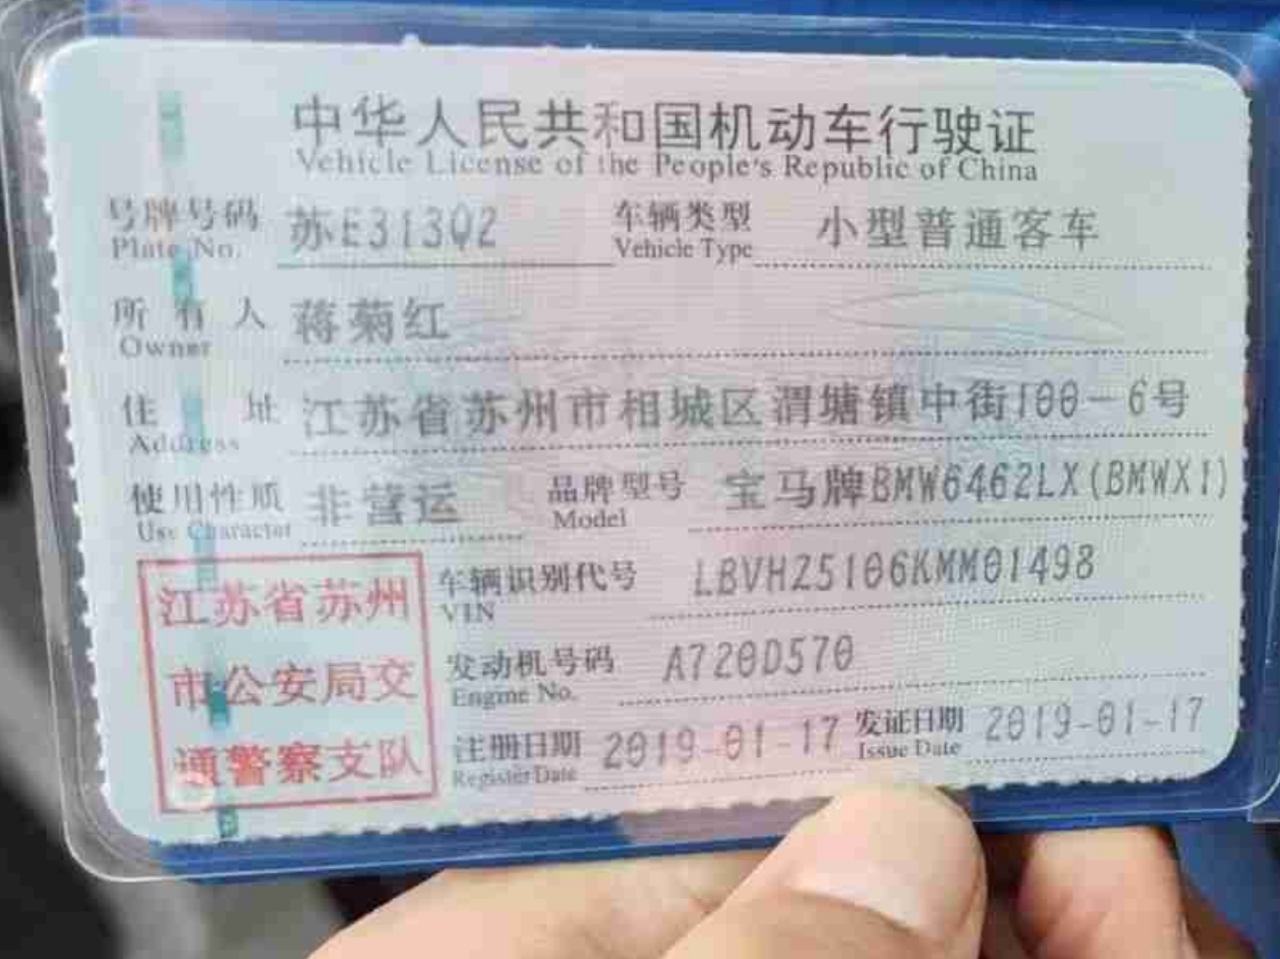 中华人民共和国机动车行驶证
Vehicle License of the People's Republic of China
号牌号码 苏E313Q2 车辆类型 小型普通客车
Plate No. Vehicle Type
所有人 蒋菊红
Owner
住址 江苏省苏州市相城区渭塘镇中街100-6号
Address
使用性质 非营运 品牌型号 宝马牌BMW6462LX(BMWX1)
Use Character Model
江苏省苏州
市公安局交
通警察支队
车辆识别代号 LBVHZ5106KMM01498
VIN
发动机号码 A720D570
Engine No.
注册日期 2019-01-17 发证日期 2019-01-17
Register Date Issue Date